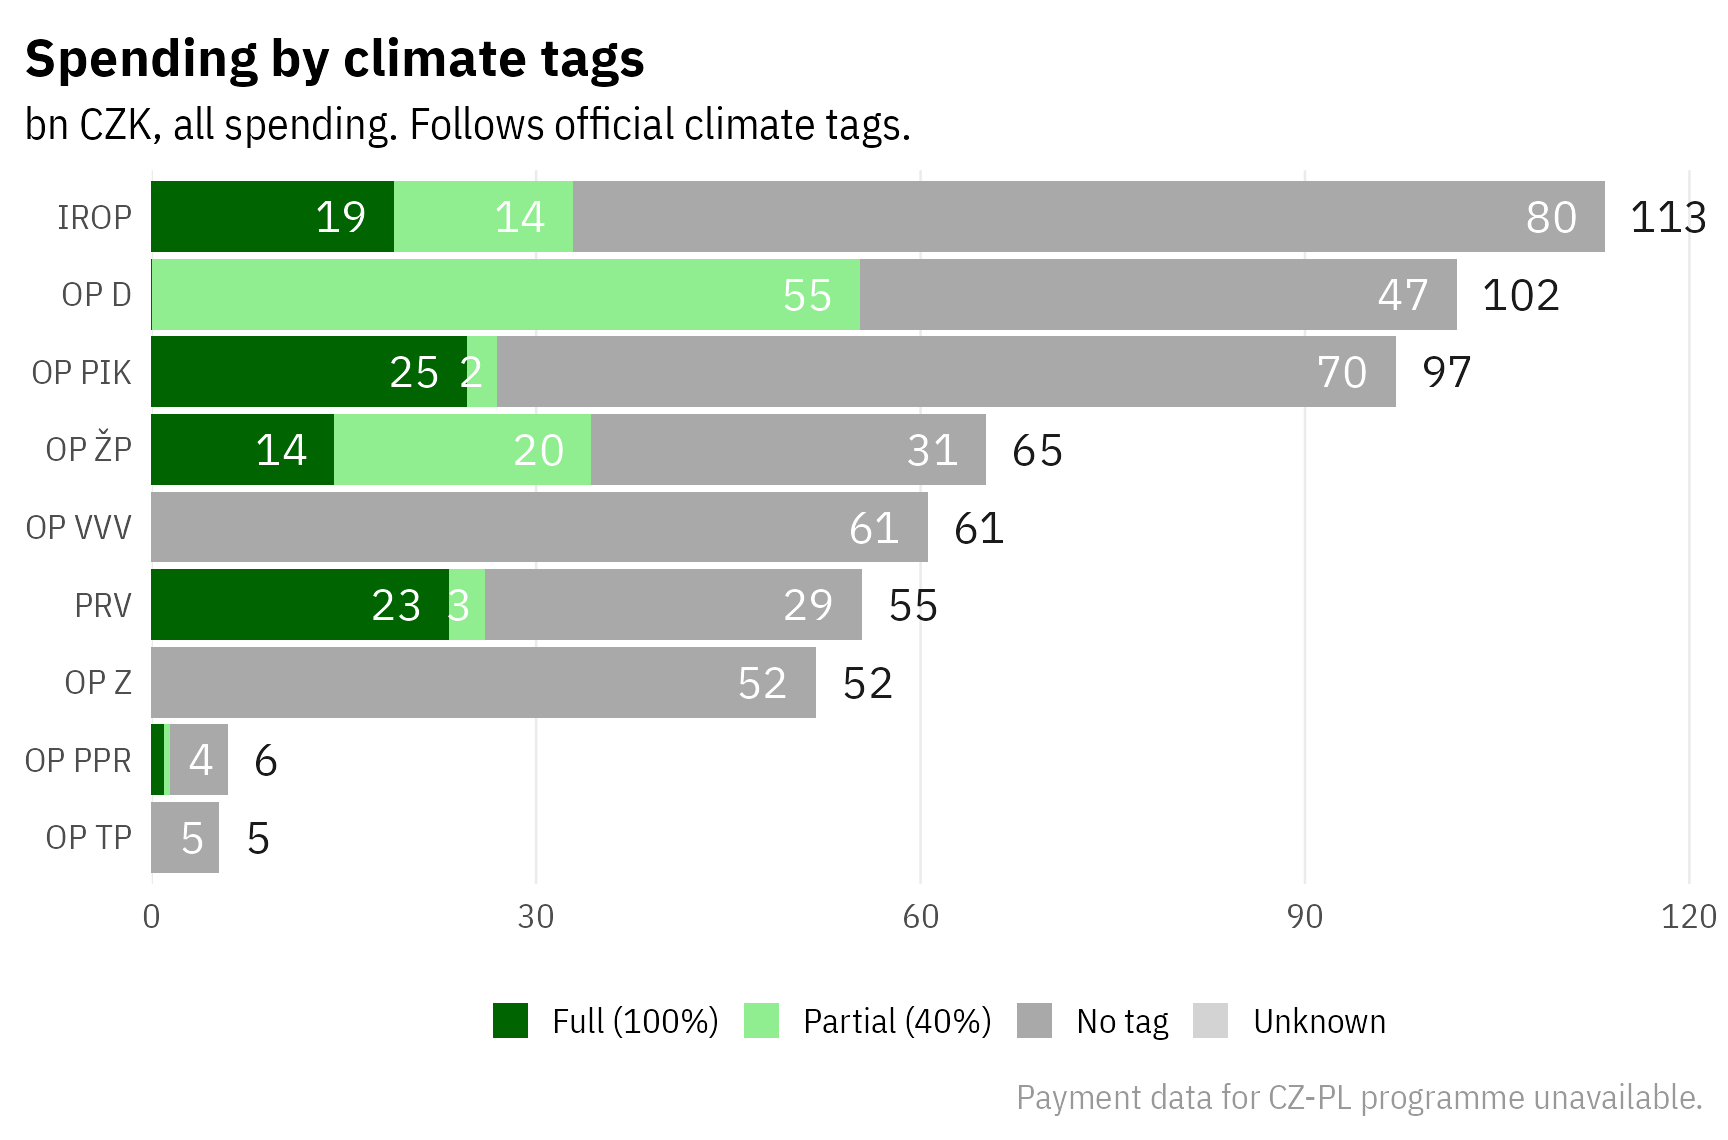 Spending by climate tags
bn CZK, all spending. Follows official climate tags.
IROP 19 14 80 113
OP D 55 47 102
OP PIK 25 2 70 97
OP ŽP 14 20 31 65
OP VVV 61 61
PRV 23 3 29 55
OP Z 52 52
OP PPR 4 6
OP TP 5 5
0 30 60 90 120
Full (100%) Partial (40%) No tag Unknown
Payment data for CZ-PL programme unavailable.